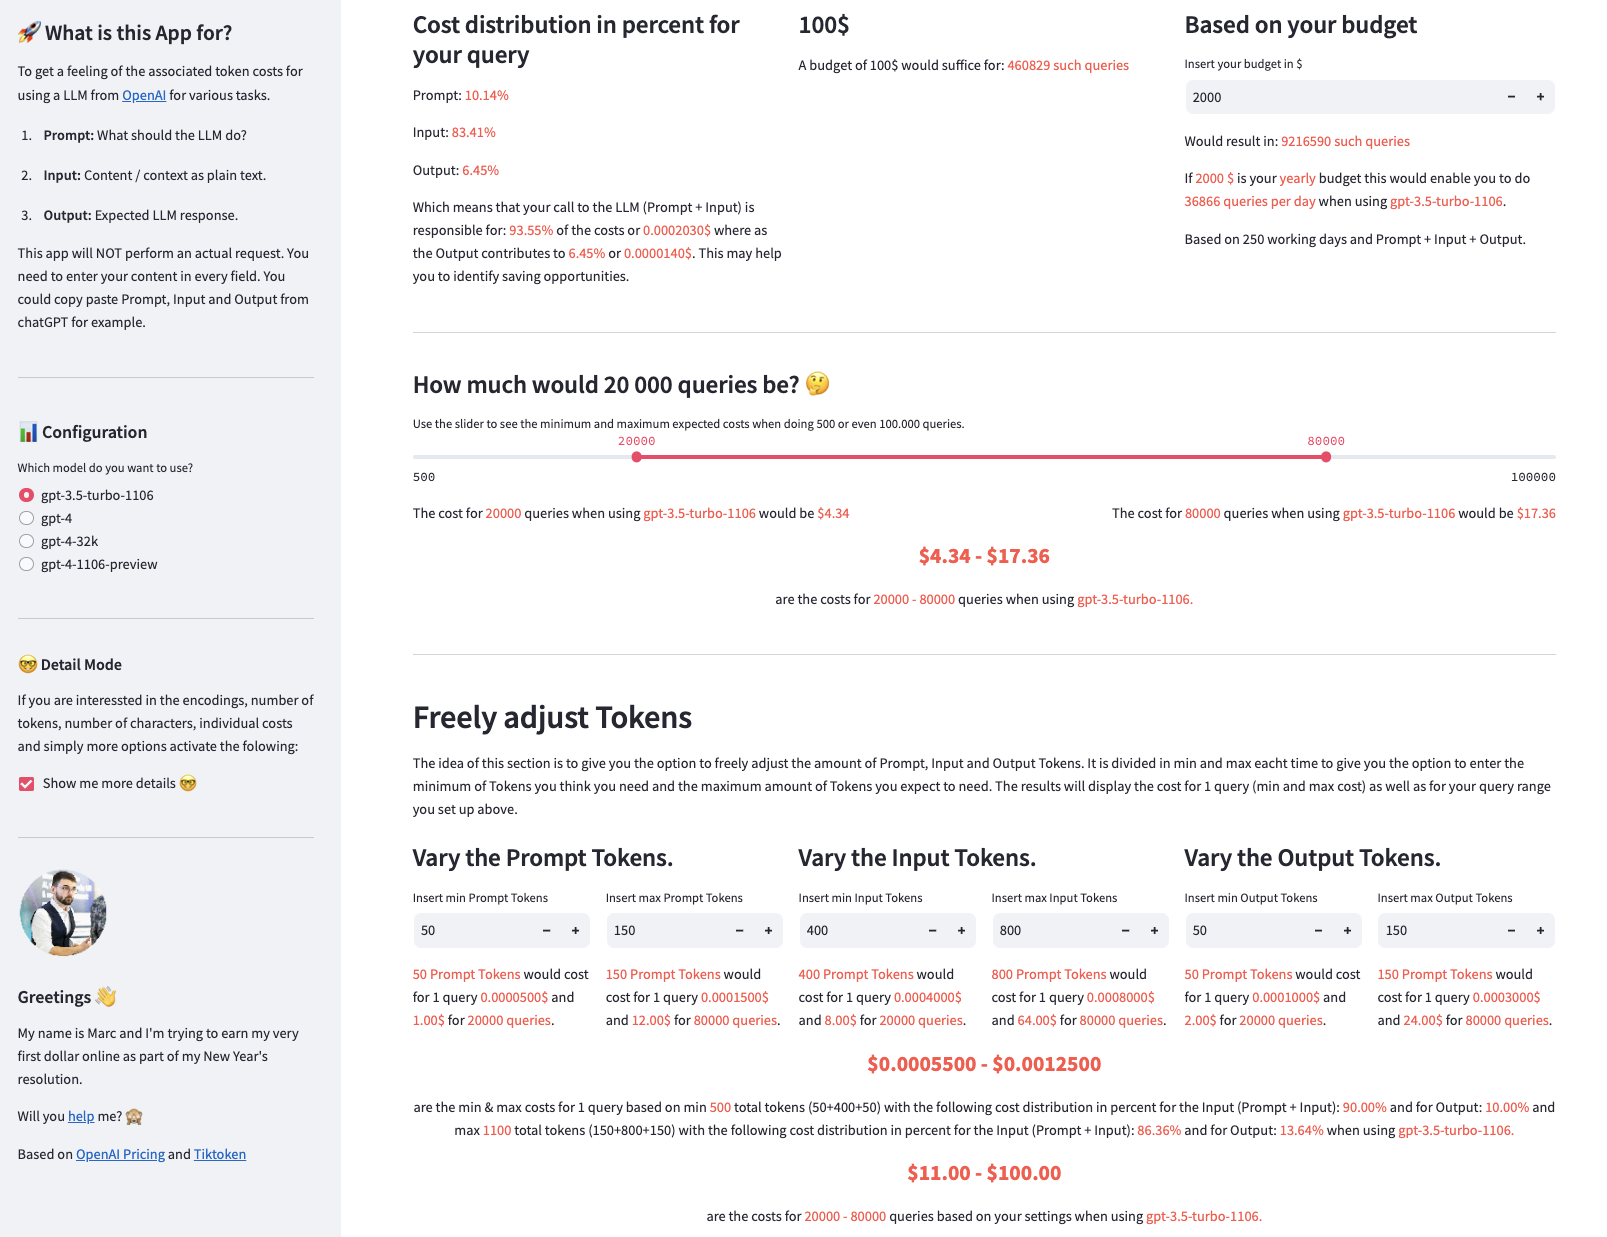 🚀 What is this App for?
To get a feeling of the associated token costs for
using a LLM from OpenAI for various tasks.
1. Prompt: What should the LLM do?
2. Input: Content / context as plain text.
3. Output: Expected LLM response.
This app will NOT perform an actual request. You
need to enter your content in every field. You
could copy paste Prompt, Input and Output from
chatGPT for example.
📊 Configuration
Which model do you want to use?
gpt-3.5-turbo-1106
gpt-4
gpt-4-32k
gpt-4-1106-preview
🤓 Detail Mode
If you are interessted in the encodings, number of
tokens, number of characters, individual costs
and simply more options activate the folowing:
Show me more details 🤓
Greetings 👋
My name is Marc and I'm trying to earn my very
first dollar online as part of my New Year's
resolution.
Will you help me? 🙈
Based on OpenAI Pricing and Tiktoken
Cost distribution in percent for
your query
Prompt: 10.14%
Input: 83.41%
Output: 6.45%
Which means that your call to the LLM (Prompt + Input) is
responsible for: 93.55% of the costs or 0.0002030$ where as
the Output contributes to 6.45% or 0.0000140$. This may help
you to identify saving opportunities.
100$
A budget of 100$ would suffice for: 460829 such queries
Based on your budget
Insert your budget in $
2000 − +
Would result in: 9216590 such queries
If 2000 $ is your yearly budget this would enable you to do
36866 queries per day when using gpt-3.5-turbo-1106.
Based on 250 working days and Prompt + Input + Output.
How much would 20 000 queries be? 🤔
Use the slider to see the minimum and maximum expected costs when doing 500 or even 100.000 queries.
20000 80000
500 100000
The cost for 20000 queries when using gpt-3.5-turbo-1106 would be $4.34
The cost for 80000 queries when using gpt-3.5-turbo-1106 would be $17.36
$4.34 - $17.36
are the costs for 20000 - 80000 queries when using gpt-3.5-turbo-1106.
Freely adjust Tokens
The idea of this section is to give you the option to freely adjust the amount of Prompt, Input and Output Tokens. It is divided in min and max eacht time to give you the option to enter the
minimum of Tokens you think you need and the maximum amount of Tokens you expect to need. The results will display the cost for 1 query (min and max cost) as well as for your query range
you set up above.
Vary the Prompt Tokens.
Insert min Prompt Tokens
50 − +
50 Prompt Tokens would cost
for 1 query 0.0000500$ and
1.00$ for 20000 queries.
Insert max Prompt Tokens
150 − +
150 Prompt Tokens would
cost for 1 query 0.0001500$
and 12.00$ for 80000 queries.
Vary the Input Tokens.
Insert min Input Tokens
400 − +
400 Prompt Tokens would
cost for 1 query 0.0004000$
and 8.00$ for 20000 queries.
Insert max Input Tokens
800 − +
800 Prompt Tokens would
cost for 1 query 0.0008000$
and 64.00$ for 80000 queries.
Vary the Output Tokens.
Insert min Output Tokens
50 − +
50 Prompt Tokens would cost
for 1 query 0.0001000$ and
2.00$ for 20000 queries.
Insert max Output Tokens
150 − +
150 Prompt Tokens would
cost for 1 query 0.0003000$
and 24.00$ for 80000 queries.
$0.0005500 - $0.0012500
are the min & max costs for 1 query based on min 500 total tokens (50+400+50) with the following cost distribution in percent for the Input (Prompt + Input): 90.00% and for Output: 10.00% and
max 1100 total tokens (150+800+150) with the following cost distribution in percent for the Input (Prompt + Input): 86.36% and for Output: 13.64% when using gpt-3.5-turbo-1106.
$11.00 - $100.00
are the costs for 20000 - 80000 queries based on your settings when using gpt-3.5-turbo-1106.